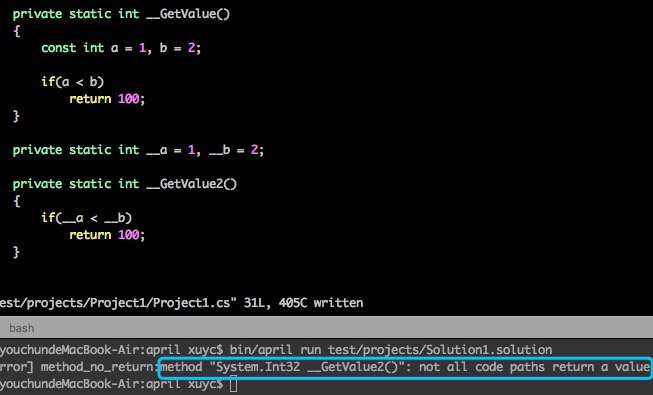 private static int __GetValue()
{
const int a = 1, b = 2;
if(a < b)
return 100;
}
private static int __a = 1, __b = 2;
private static int __GetValue2()
{
if(__a < __b)
return 100;
}
est/projects/Project1/Project1.cs" 31L, 405C written
bash
youchundeMacBook-Air:april xuyc$ bin/april run test/projects/Solution1.solution
rror] method_no_return:method "System.Int32 __GetValue2()": not all code paths return a value
youchundeMacBook-Air:april xuyc$